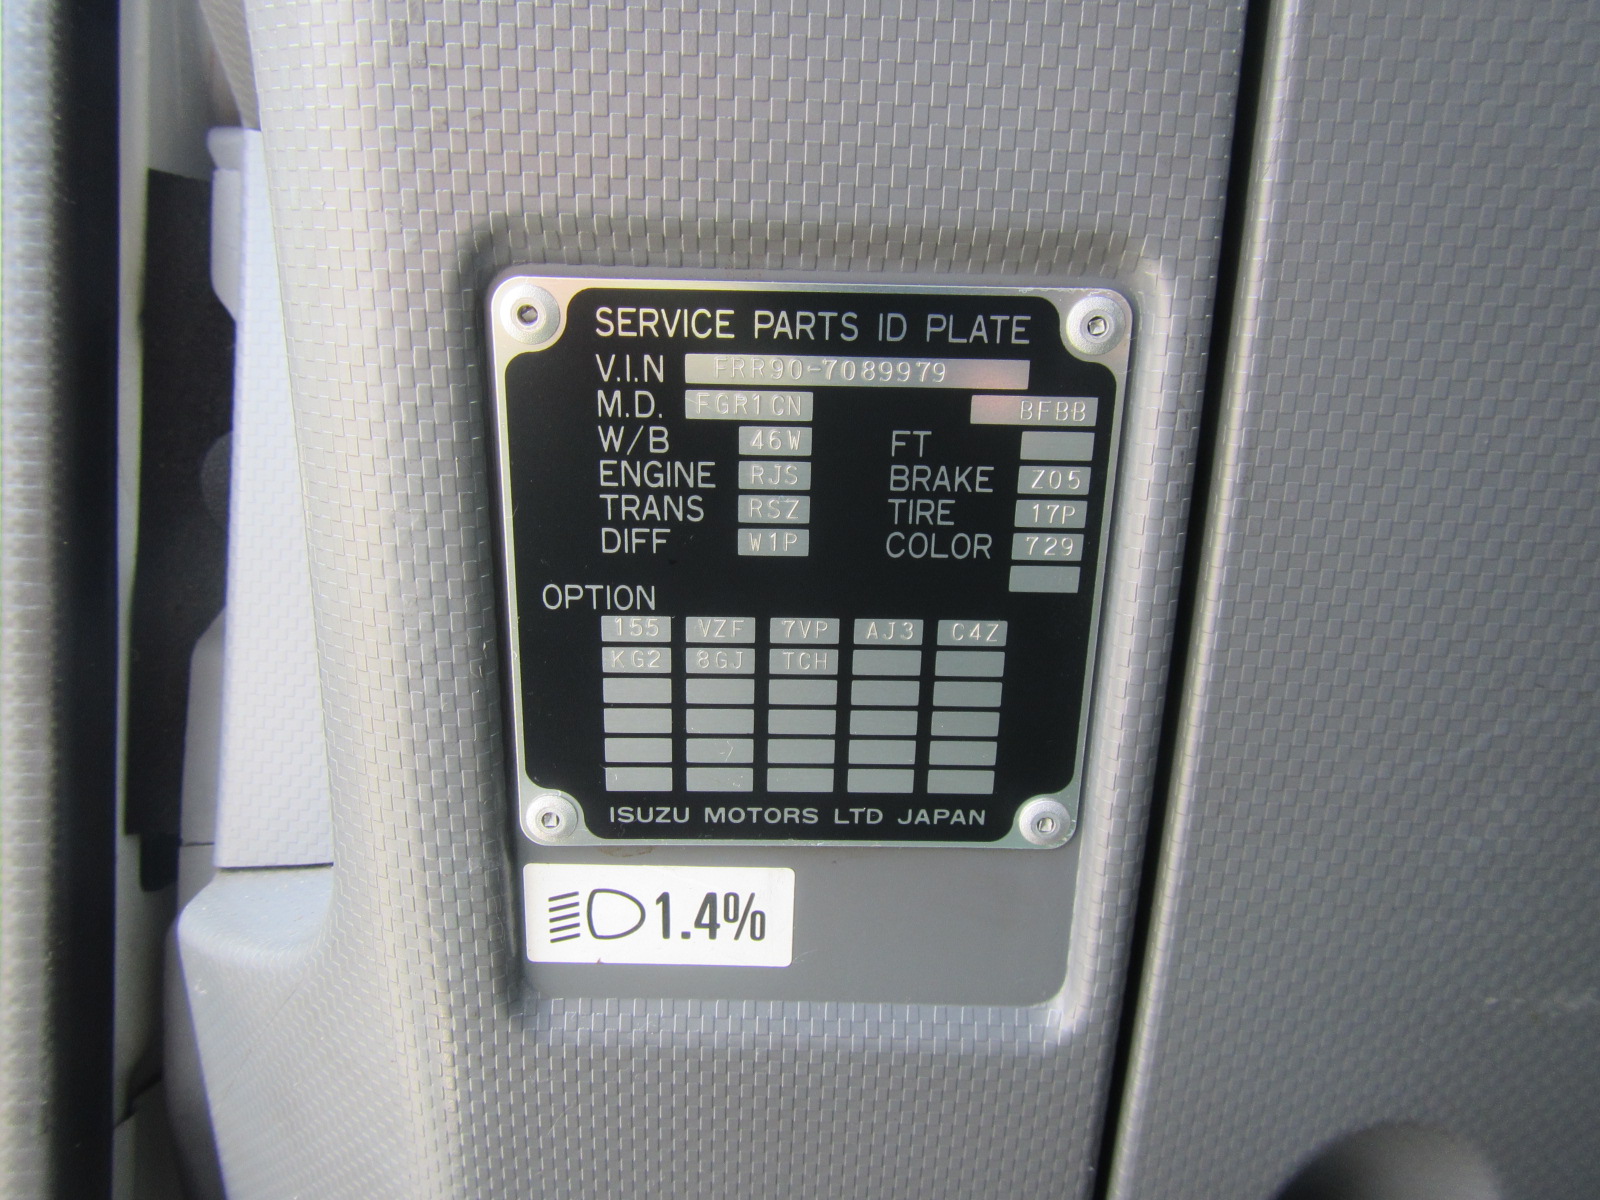 SERVICE PARTS ID PLATE
V.I.N FRR90-7089979
M.D. FGR1CN BFBB
W/B 46W FT
ENGINE RJS BRAKE Z05
TRANS RSZ TIRE 17P
DIFF W1P COLOR 729
OPTION
155 VZF 7VP AJ3 C4Z
KG2 8GJ TCH
ISUZU MOTORS LTD JAPAN
1.4%